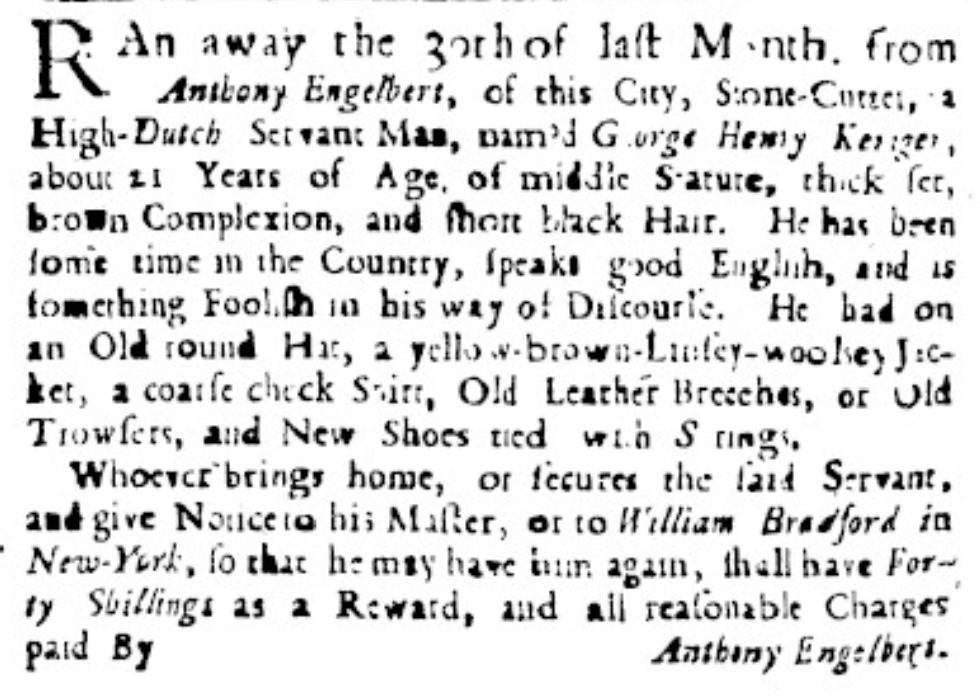 RAn away the 30th of laſt Month, from
Anthony Engelbert, of this City, Stone-Cutter, a
High-Dutch Servant Man, nam'd George Henry
about 21 Years of Age, of middle Stature, thick ſet,
brown Complexion, and ſhort black Hair. He has been
ſome time in the Country, ſpeaks good Engliſh, and is
ſomething Fooliſh in his way of Diſcourſe. He had on
an Old round Hat, a yellow-brown-Linſey-woolſey Jac-
ket, a coarſe check Shirt, Old Leather Breeches, or Old
Trowſers, and New Shoes tied with Strings.
Whoever brings home, or ſecures the ſaid Servant,
and give Notice to his Maſter, or to William Bradford in
New-York, ſo that he may have him again, ſhall have For-
ty Shillings as a Reward, and all reaſonable Charges
paid By Anthony Engelbert.